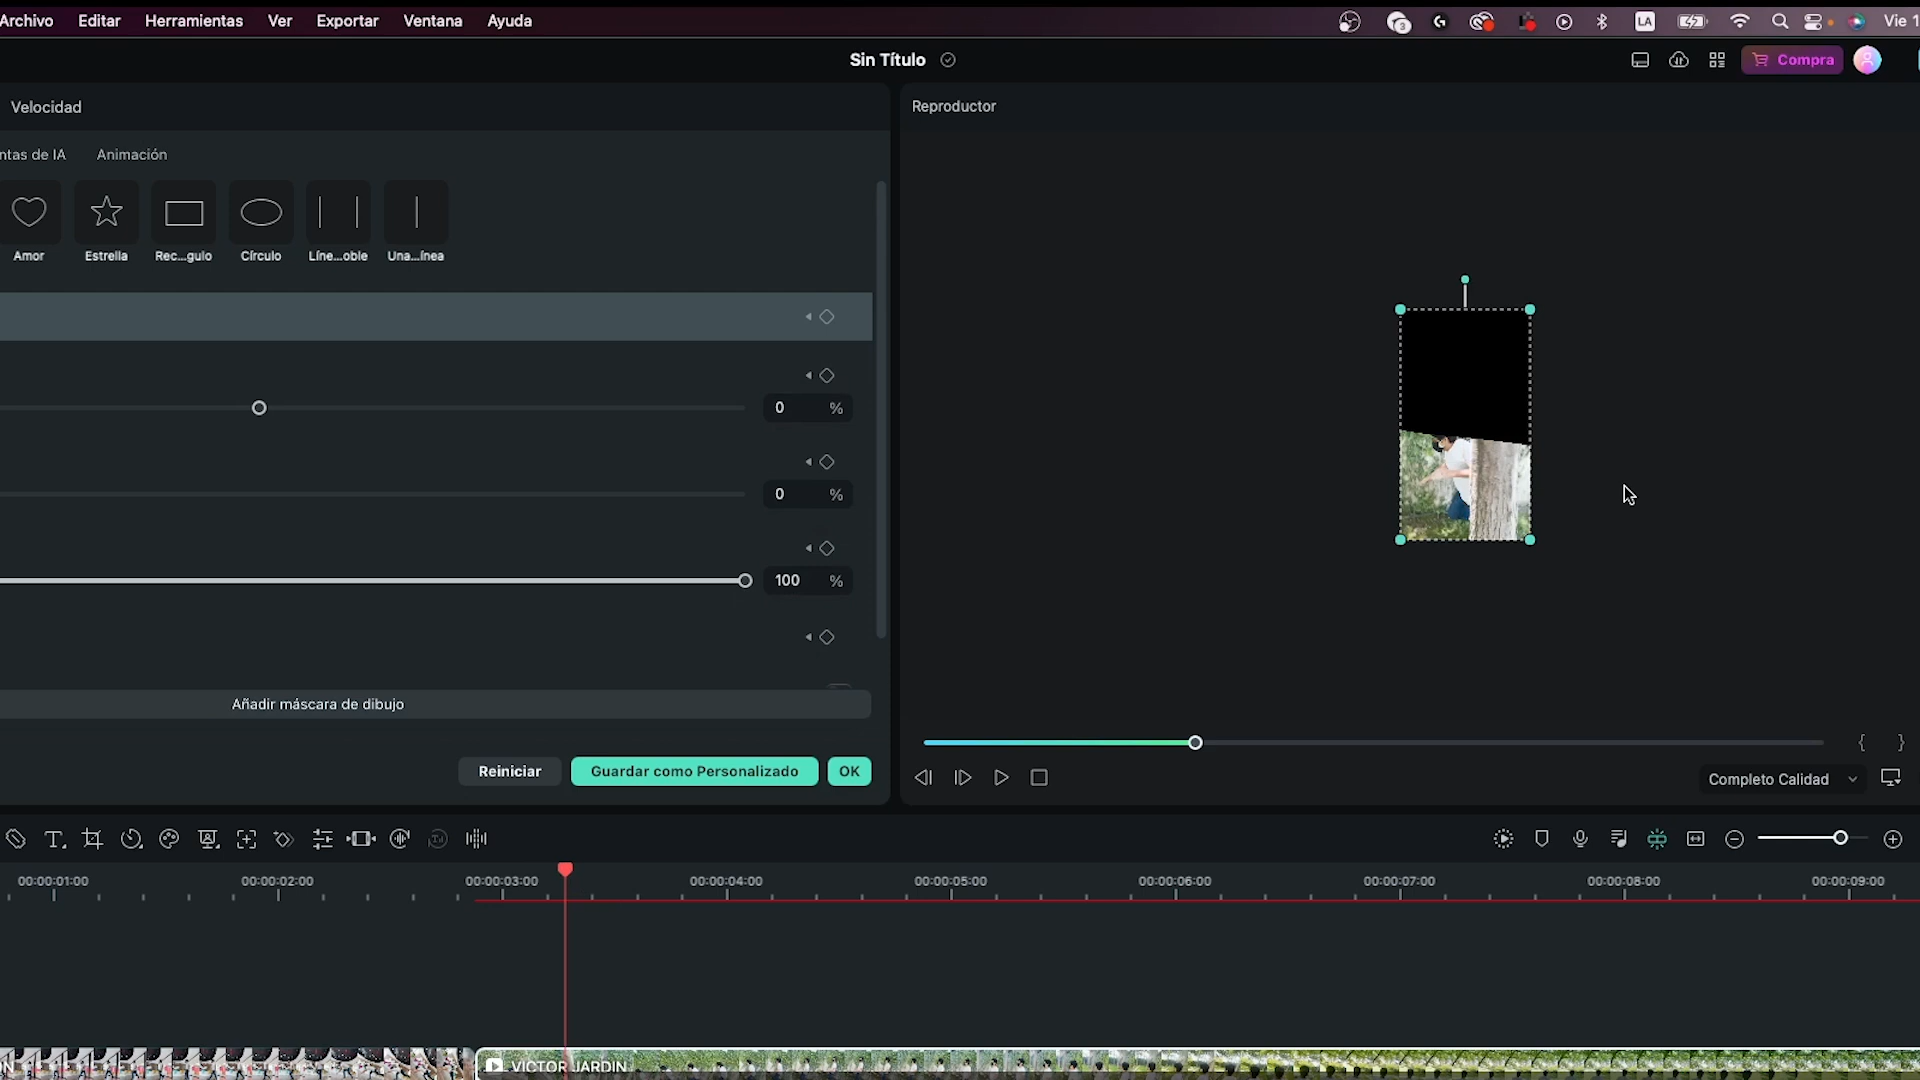 Archivo Editar Herramientas Ver Exportar Ventana Ayuda
3
LA
Vie 1
Sin Título
Compra
Velocidad
Reproductor
ntas de IA Animación
Amor Estrella Rec...gulo Círculo Líne...oble Una...ínea
0 %
0 %
100 %
Añadir máscara de dibujo
Reiniciar Guardar como Personalizado OK
{ }
Completo Calidad
00:00:01:00 00:00:02:00 00:00:03:00 00:00:04:00 00:00:05:00 00:00:06:00 00:00:07:00 00:00:08:00 00:00:09:00
VICTOR JARDIN